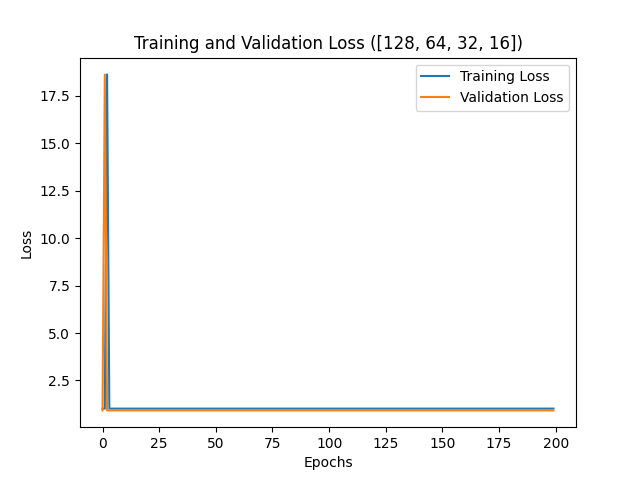 Training and Validation Loss ([128, 64, 32, 16])
Training Loss
Validation Loss
17.5
15.0
12.5
10.0
7.5
5.0
2.5
Loss
0 25 50 75 100 125 150 175 200
Epochs